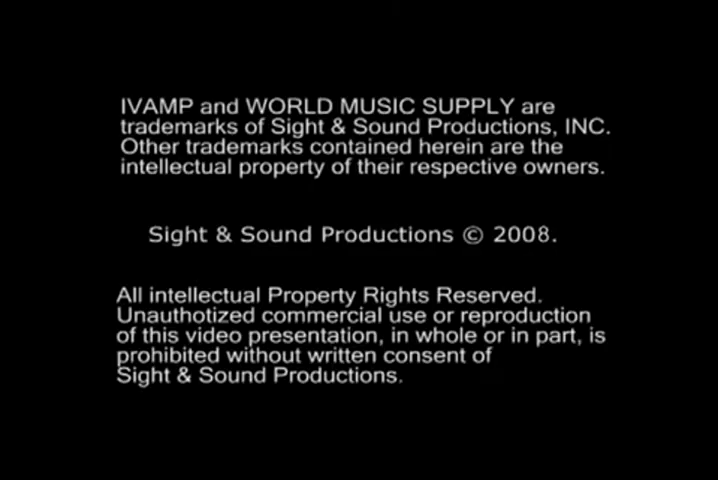 IVAMP and WORLD MUSIC SUPPLY are
trademarks of Sight & Sound Productions, INC.
Other trademarks contained herein are the
intellectual property of their respective owners.
Sight & Sound Productions © 2008.
All intellectual Property Rights Reserved.
Unauthotized commercial use or reproduction
of this video presentation, in whole or in part, is
prohibited without written consent of
Sight & Sound Productions.